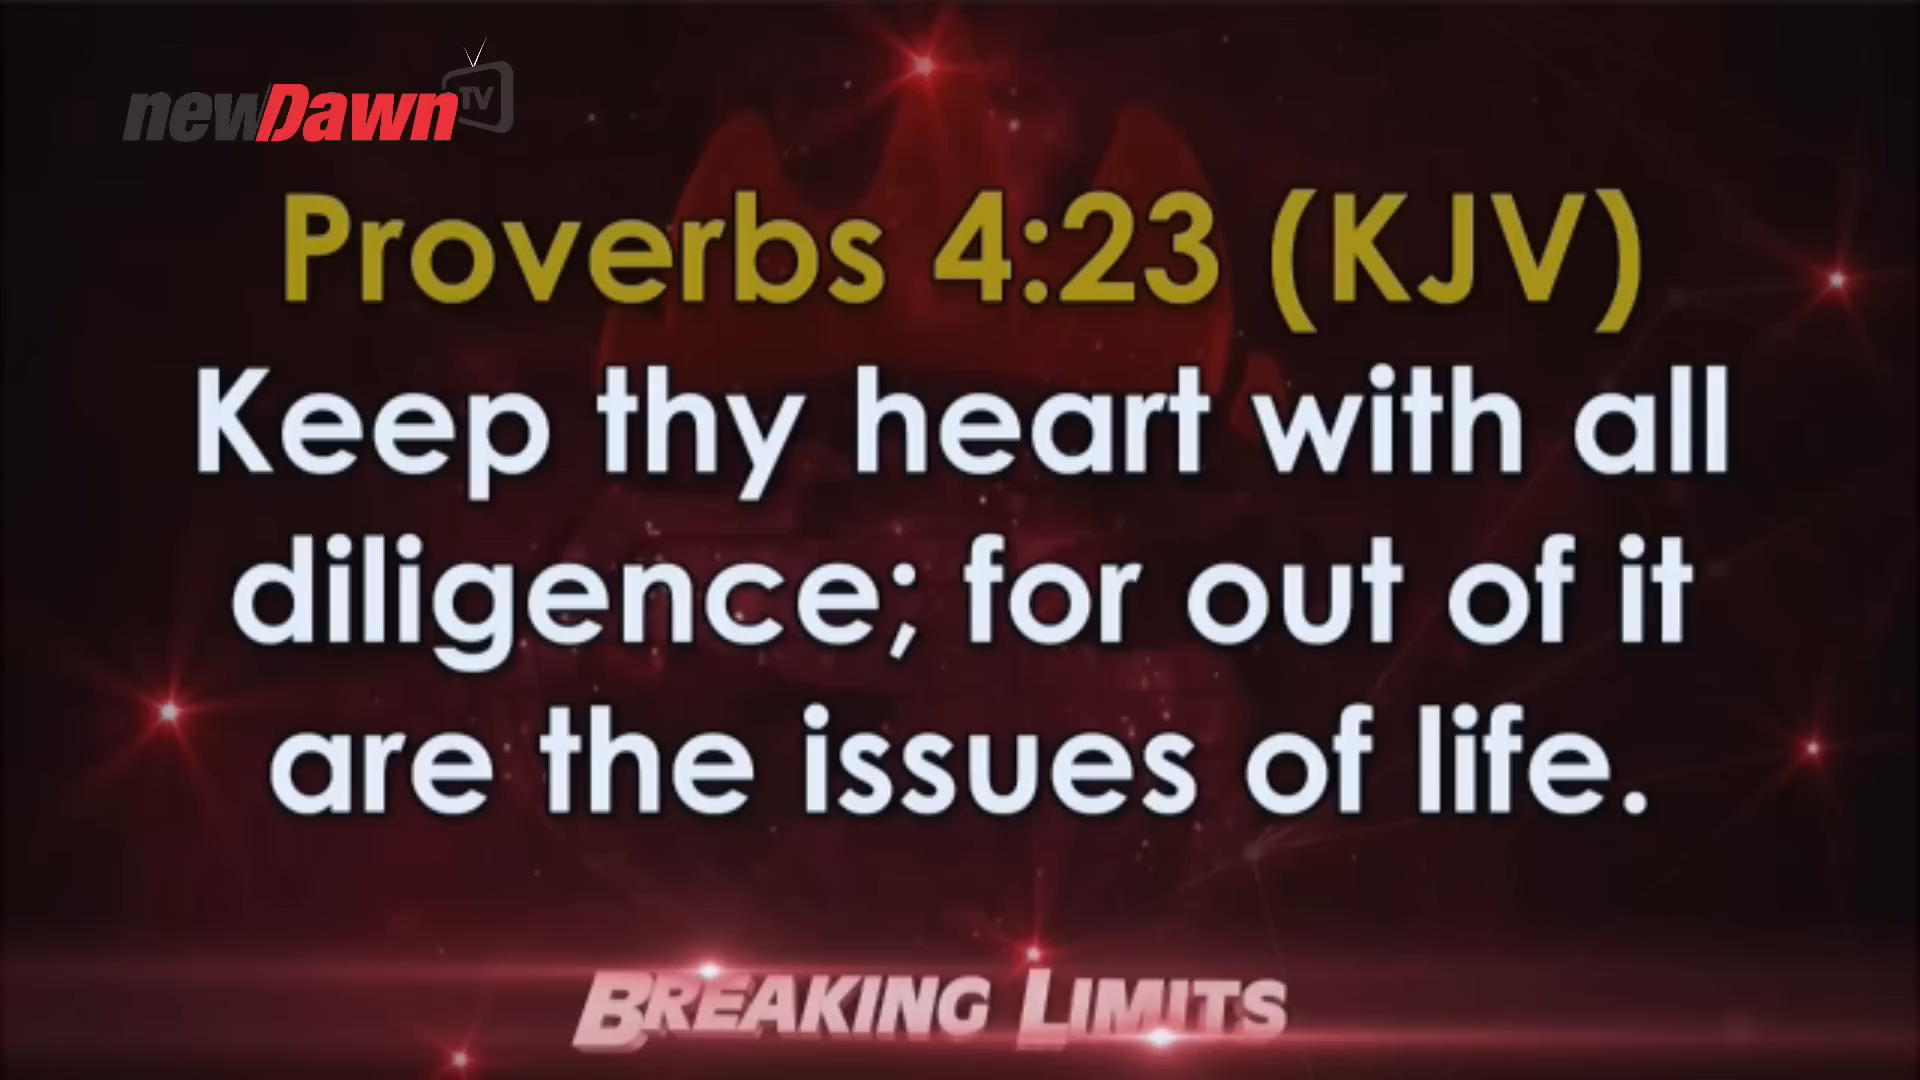 newDawn TV
Proverbs 4:23 (KJV)
Keep thy heart with all
diligence; for out of it
are the issues of life.
BREAKING LIMITS